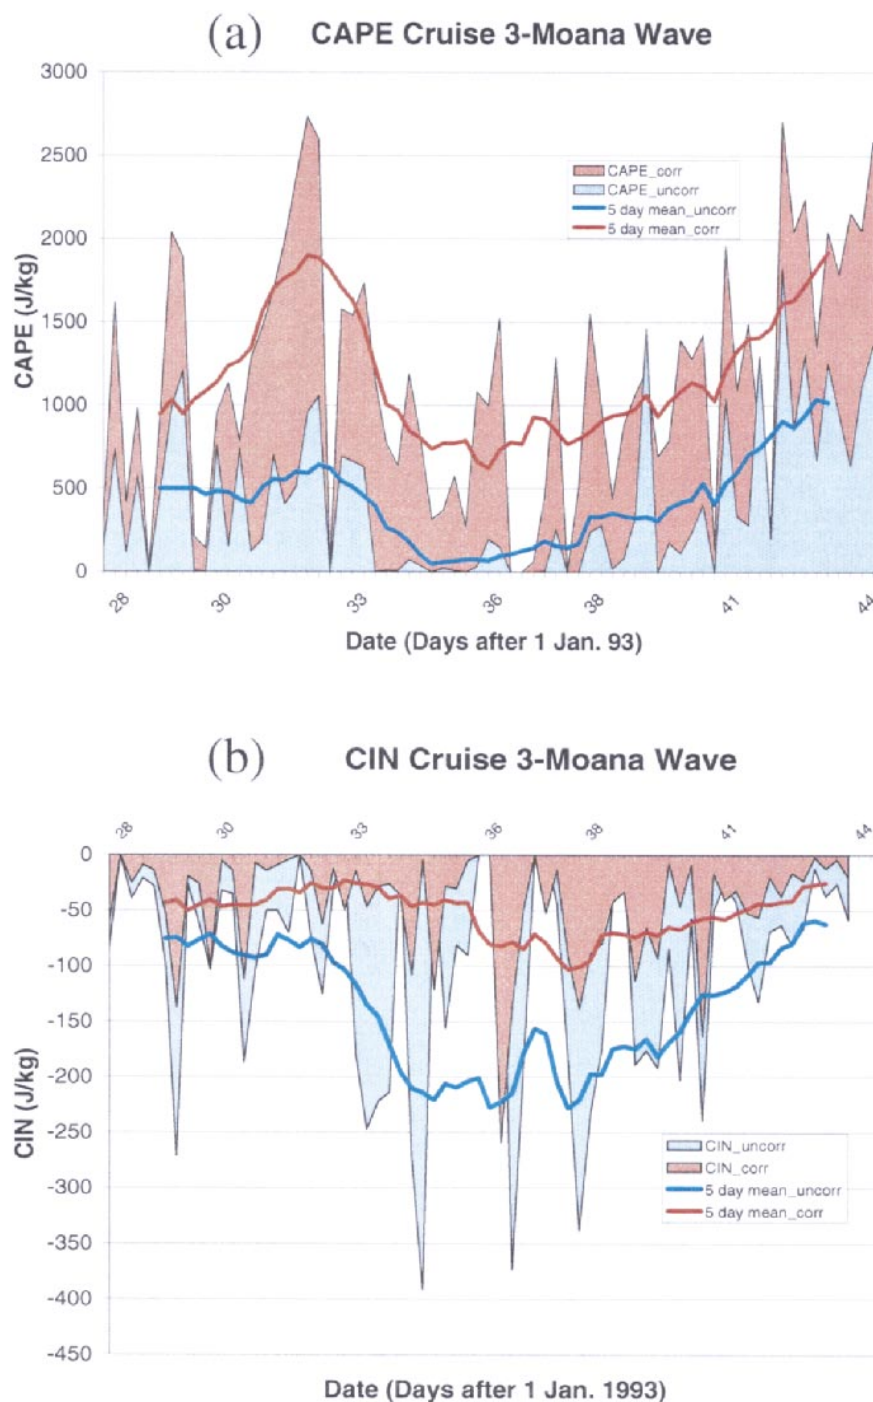 (a) CAPE Cruise 3-Moana Wave
3000
2500
2000
1500
1000
500
0
CAPE (J/kg)
CAPE_corr
CAPE_uncorr
5 day mean_uncorr
5 day mean_corr
28 30 33 36 38 41 44
Date (Days after 1 Jan. 93)
(b) CIN Cruise 3-Moana Wave
28 30 33 36 38 41 44
0
-50
-100
-150
-200
-250
-300
-350
-400
-450
CIN (J/kg)
CIN_uncorr
CIN_corr
5 day mean_uncorr
5 day mean_corr
Date (Days after 1 Jan. 1993)